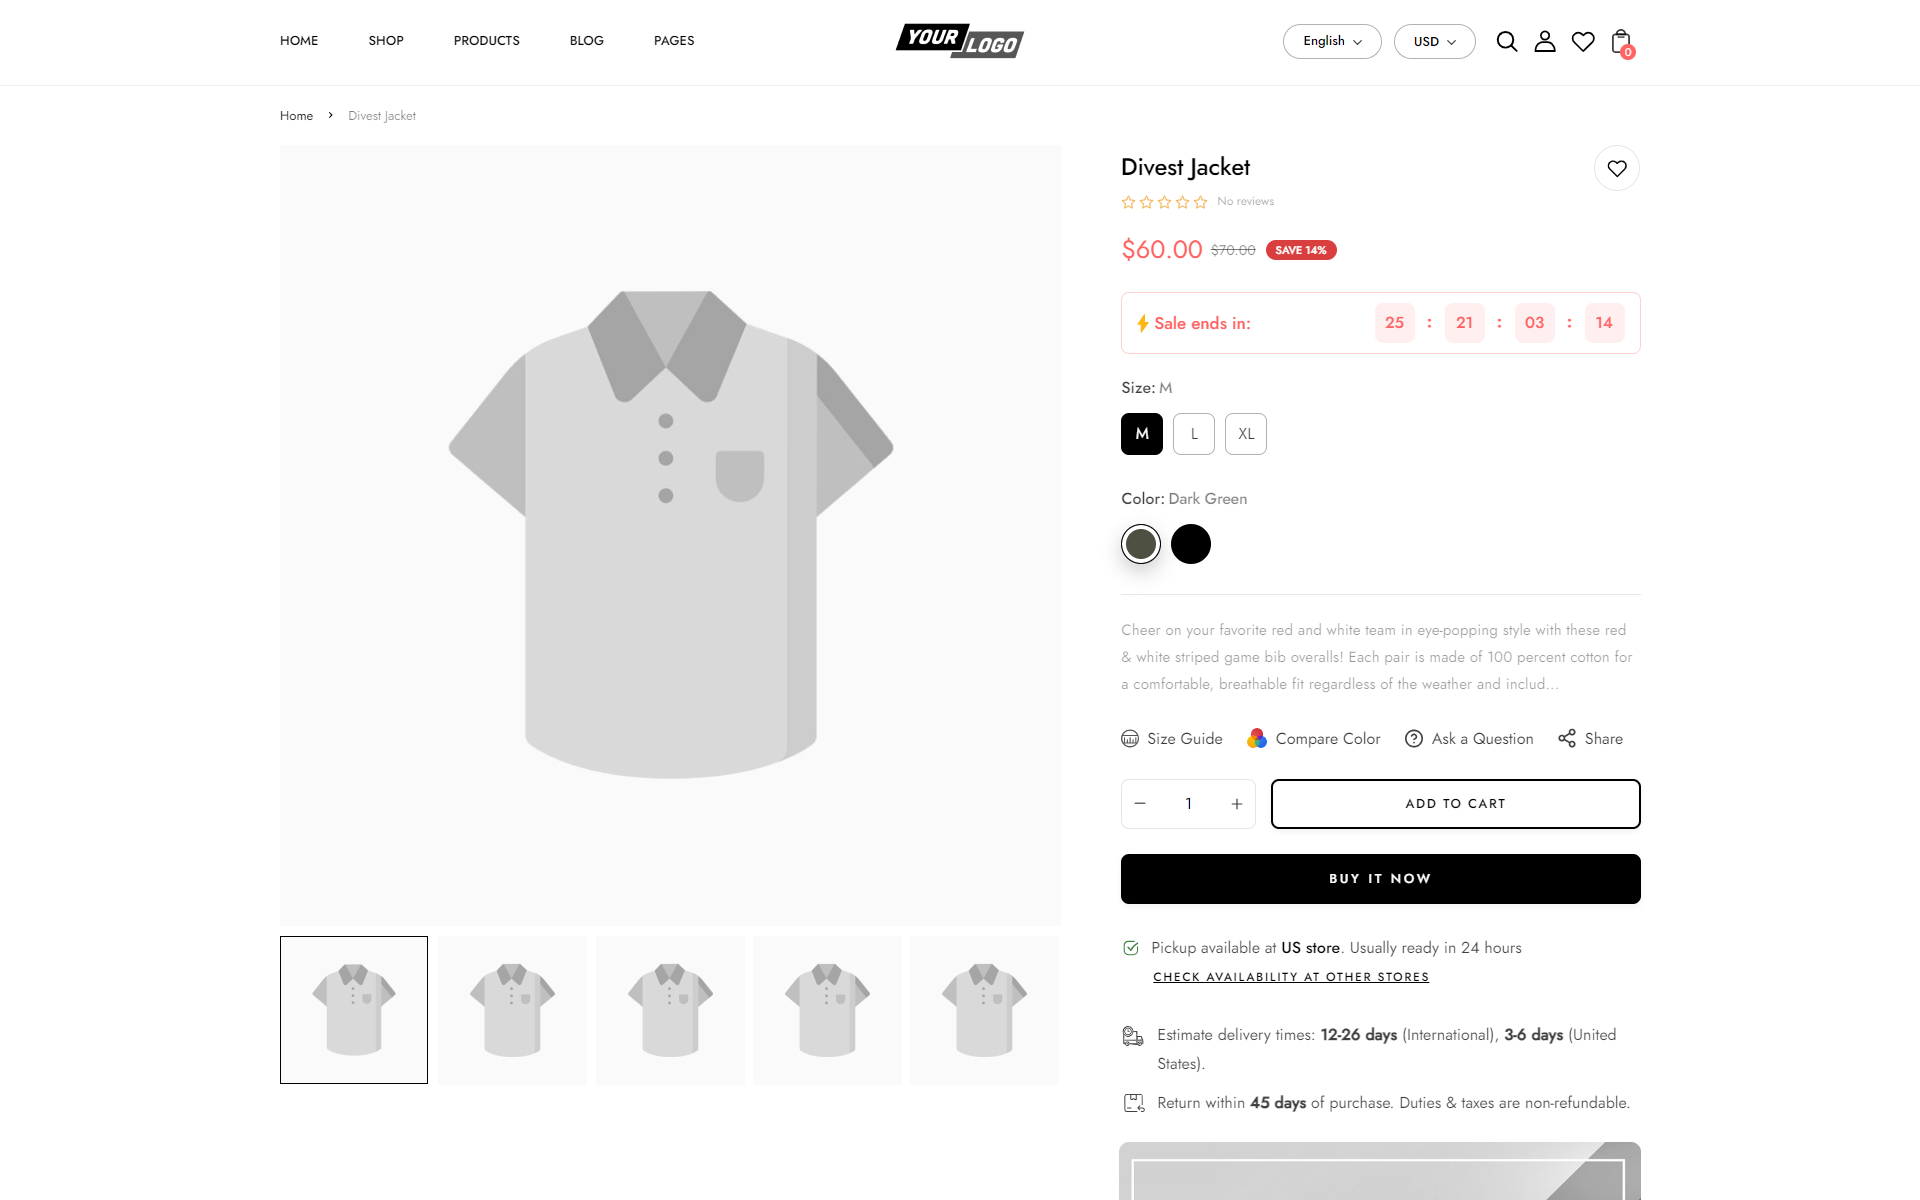 HOME
SHOP
PRODUCTS
BLOG
PAGES
YOUR
LOGO
English
USD
0
Home
Divest Jacket
Divest Jacket
No reviews
$60.00 $70.00 SAVE 14%
Sale ends in: 25 : 21 : 03 : 14
Size: M
M
L
XL
Color: Dark Green
Cheer on your favorite red and white team in eye-popping style with these red
& white striped game bib overalls! Each pair is made of 100 percent cotton for
a comfortable, breathable fit regardless of the weather and includ...
Size Guide
Compare Color
Ask a Question
Share
1
ADD TO CART
BUY IT NOW
Pickup available at US store. Usually ready in 24 hours
CHECK AVAILABILITY AT OTHER STORES
Estimate delivery times: 12-26 days (International), 3-6 days (United
States).
Return within 45 days of purchase. Duties & taxes are non-refundable.